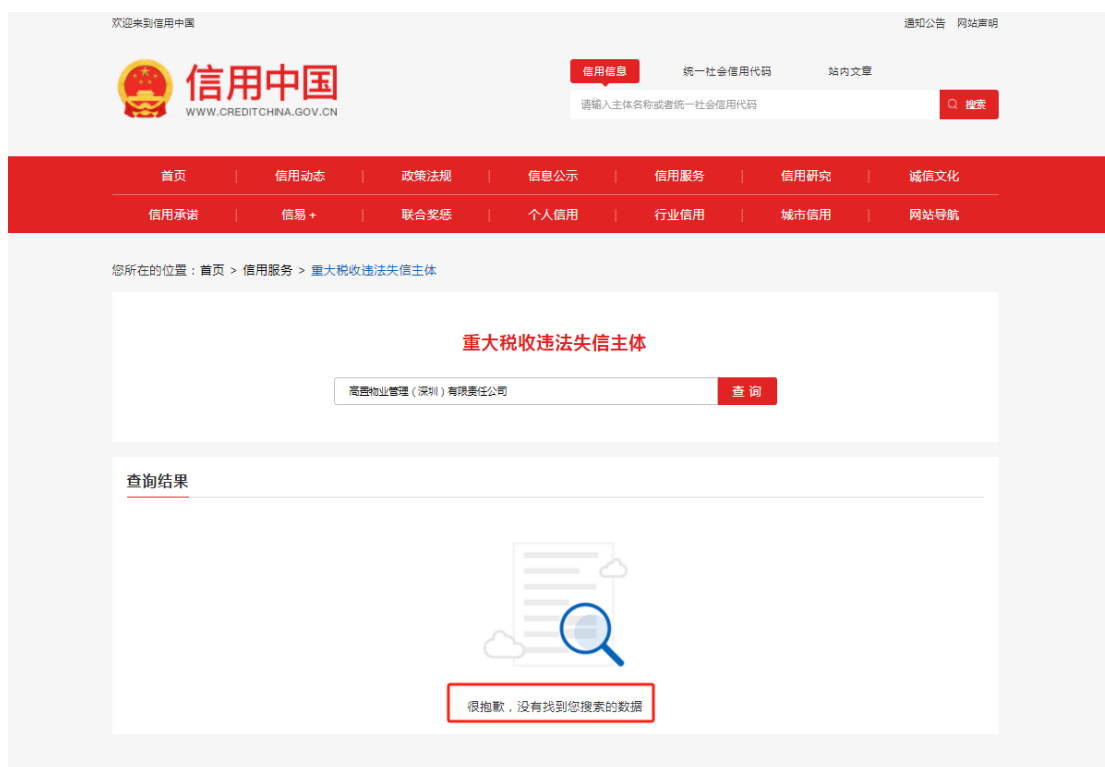 欢迎来到信用中国 通知公告 网站声明
信用中国
WWW.CREDITCHINA.GOV.CN
信用信息 统一社会信用代码 站内文章
请输入主体名称或者统一社会信用代码 搜索
首页 | 信用动态 | 政策法规 | 信息公示 | 信用服务 | 信用研究 | 诚信文化
信用承诺 | 信易+ | 联合奖惩 | 个人信用 | 行业信用 | 城市信用 | 网站导航
您所在的位置：首页 > 信用服务 > 重大税收违法失信主体
重大税收违法失信主体
高置物业管理（深圳）有限责任公司 查询
查询结果
很抱歉，没有找到您搜索的数据